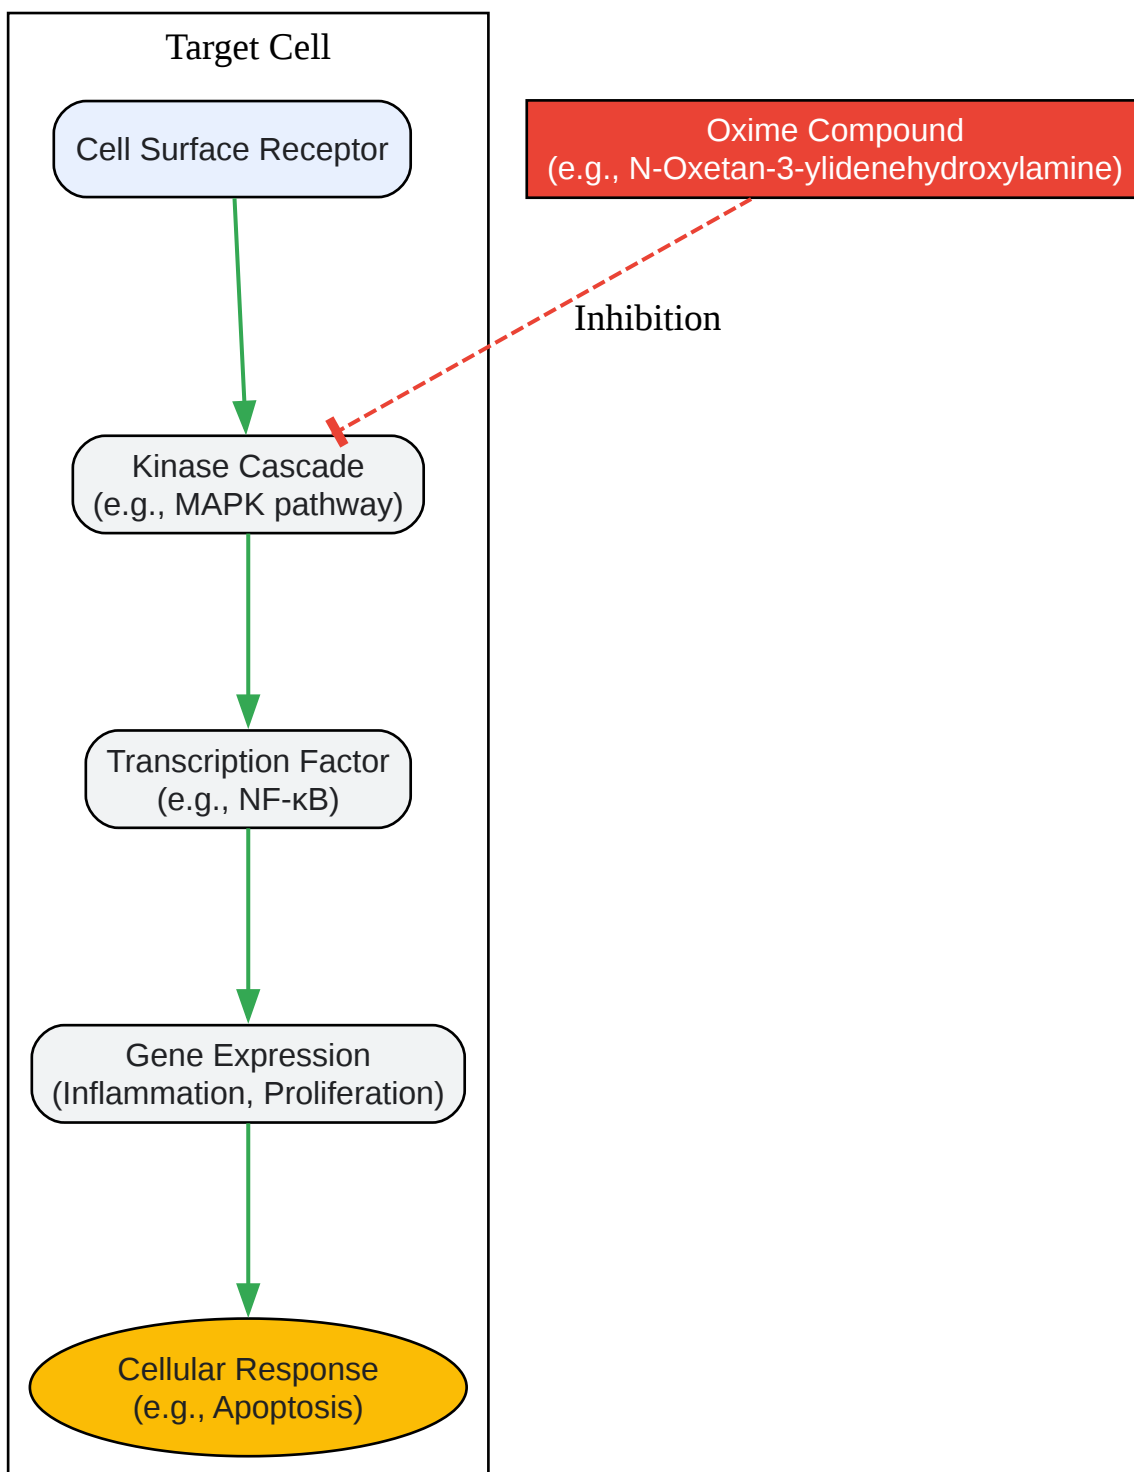 Target Cell
Cell Surface Receptor
Oxime Compound
(e.g., N-Oxetan-3-ylidenehydroxylamine)
Inhibition
Kinase Cascade
(e.g., MAPK pathway)
Transcription Factor
(e.g., NF-κB)
Gene Expression
(Inflammation, Proliferation)
Cellular Response
(e.g., Apoptosis)